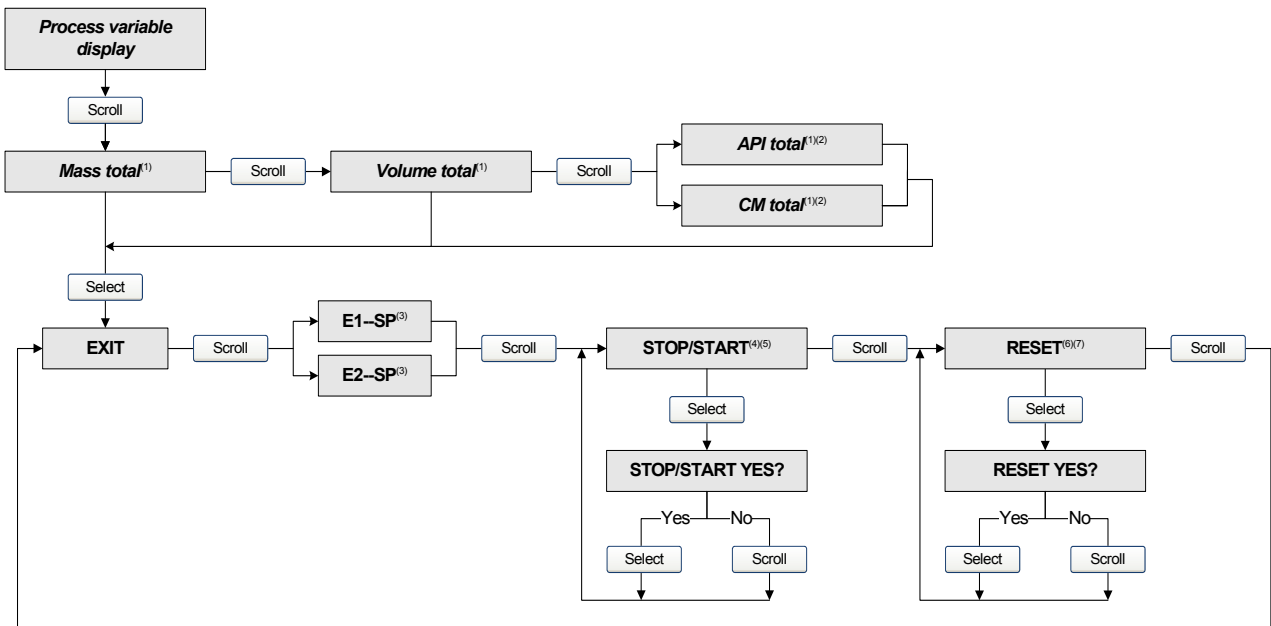 Process variable
display
Scroll
API total(1)(2)
Mass total(1)
Scroll
Volume total(1)
Scroll
CM total(1)(2)
Select
E1--SP(3)
EXIT
Scroll
Scroll
STOP/START(4)(5)
Scroll
RESET(6)(7)
Scroll
E2--SP(3)
Select
Select
STOP/START YES?
RESET YES?
Yes
No
Yes
No
Select
Scroll
Select
Scroll